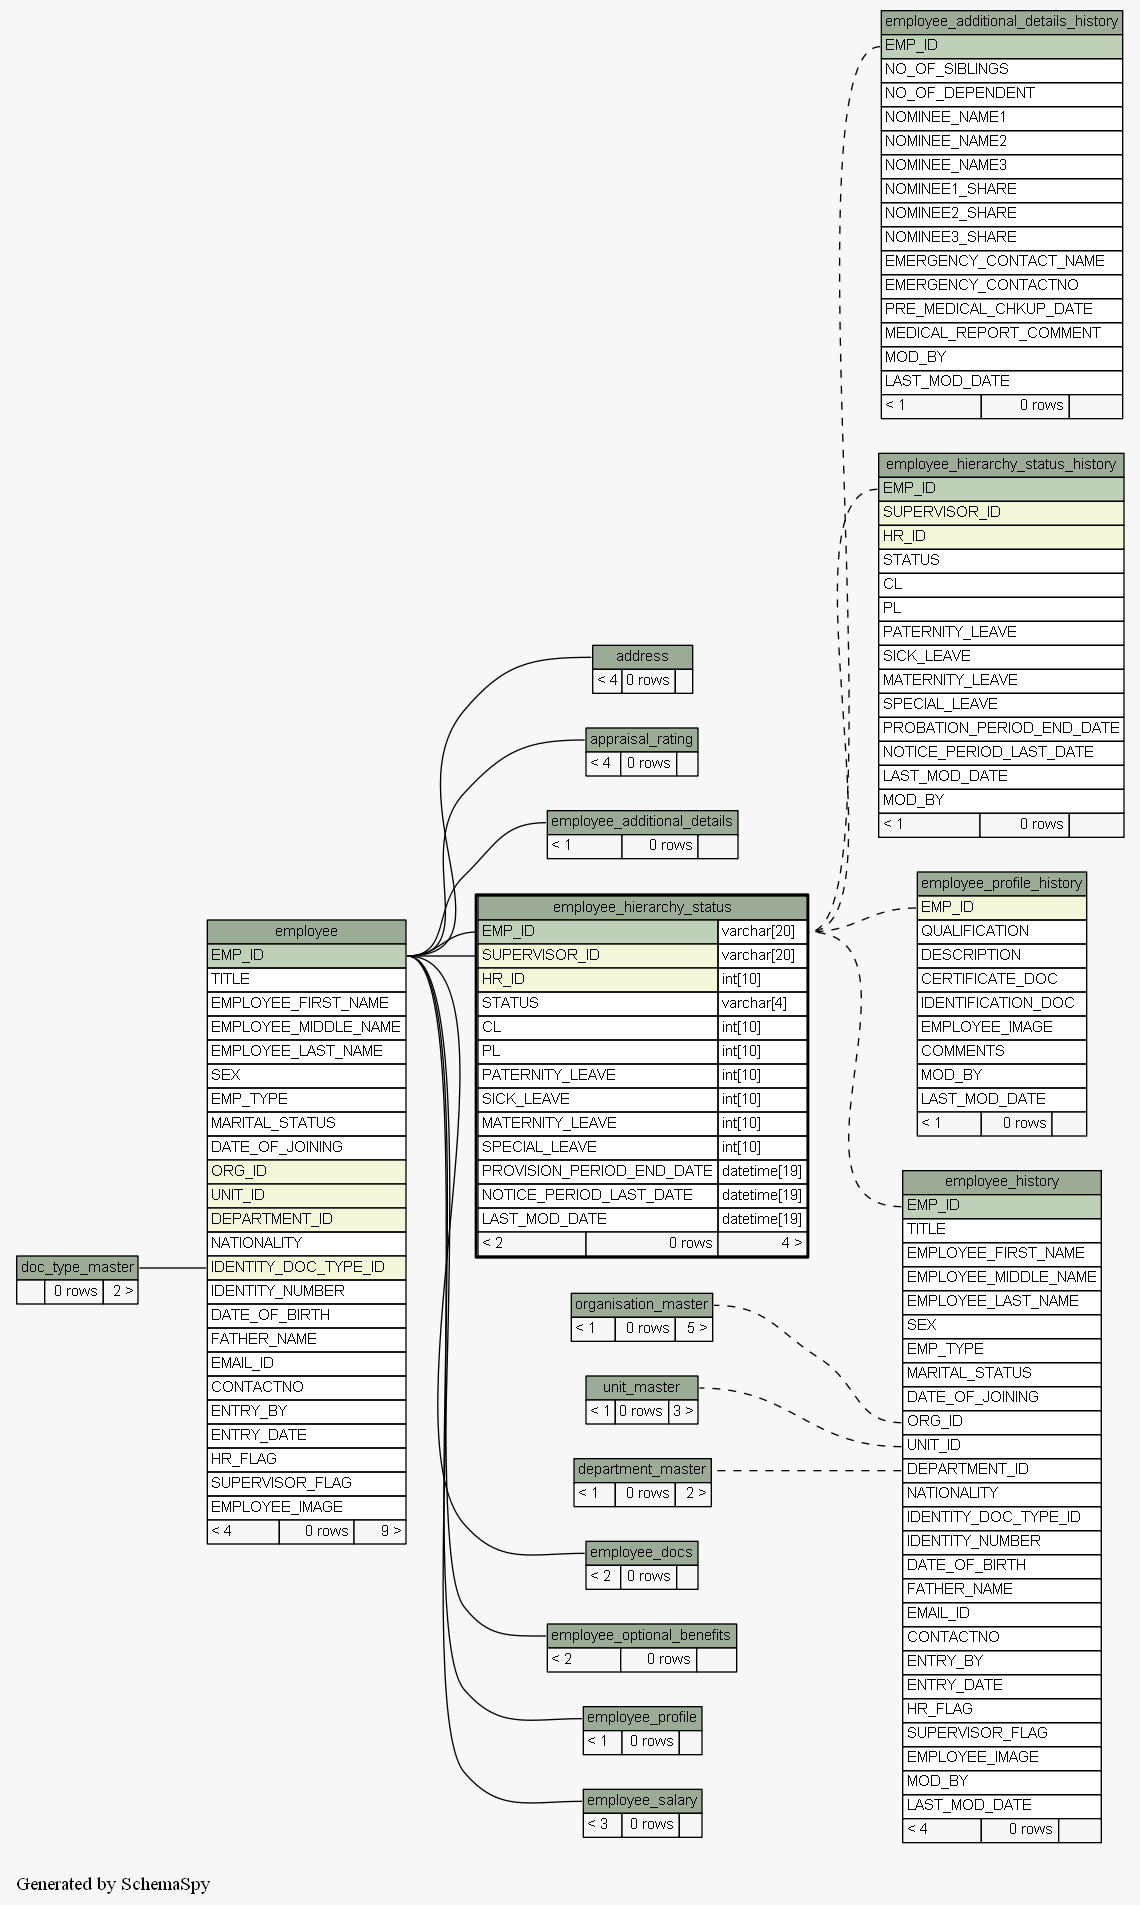 employee_additional_details_history
EMP_ID
NO_OF_SIBLINGS
NO_OF_DEPENDENT
NOMINEE_NAME1
NOMINEE_NAME2
NOMINEE_NAME3
NOMINEE1_SHARE
NOMINEE2_SHARE
NOMINEE3_SHARE
EMERGENCY_CONTACT_NAME
EMERGENCY_CONTACTNO
PRE_MEDICAL_CHKUP_DATE
MEDICAL_REPORT_COMMENT
MOD_BY
LAST_MOD_DATE
< 1 0 rows
employee_hierarchy_status_history
EMP_ID
SUPERVISOR_ID
HR_ID
STATUS
CL
PL
PATERNITY_LEAVE
SICK_LEAVE
MATERNITY_LEAVE
SPECIAL_LEAVE
PROBATION_PERIOD_END_DATE
NOTICE_PERIOD_LAST_DATE
LAST_MOD_DATE
MOD_BY
< 1 0 rows
address
< 4 0 rows
appraisal_rating
< 4 0 rows
employee_additional_details
< 1 0 rows
employee_hierarchy_status
EMP_ID varchar[20]
SUPERVISOR_ID varchar[20]
HR_ID int[10]
STATUS varchar[4]
CL int[10]
PL int[10]
PATERNITY_LEAVE int[10]
SICK_LEAVE int[10]
MATERNITY_LEAVE int[10]
SPECIAL_LEAVE int[10]
PROVISION_PERIOD_END_DATE datetime[19]
NOTICE_PERIOD_LAST_DATE datetime[19]
LAST_MOD_DATE datetime[19]
< 2 0 rows 4 >
employee_profile_history
EMP_ID
QUALIFICATION
DESCRIPTION
CERTIFICATE_DOC
IDENTIFICATION_DOC
EMPLOYEE_IMAGE
COMMENTS
MOD_BY
LAST_MOD_DATE
< 1 0 rows
employee
EMP_ID
TITLE
EMPLOYEE_FIRST_NAME
EMPLOYEE_MIDDLE_NAME
EMPLOYEE_LAST_NAME
SEX
EMP_TYPE
MARITAL_STATUS
DATE_OF_JOINING
ORG_ID
UNIT_ID
DEPARTMENT_ID
NATIONALITY
IDENTITY_DOC_TYPE_ID
IDENTITY_NUMBER
DATE_OF_BIRTH
FATHER_NAME
EMAIL_ID
CONTACTNO
ENTRY_BY
ENTRY_DATE
HR_FLAG
SUPERVISOR_FLAG
EMPLOYEE_IMAGE
< 4 0 rows 9 >
doc_type_master
0 rows 2 >
organisation_master
< 1 0 rows 5 >
unit_master
< 1 0 rows 3 >
department_master
< 1 0 rows 2 >
employee_docs
< 2 0 rows
employee_optional_benefits
< 2 0 rows
employee_profile
< 1 0 rows
employee_salary
< 3 0 rows
employee_history
EMP_ID
TITLE
EMPLOYEE_FIRST_NAME
EMPLOYEE_MIDDLE_NAME
EMPLOYEE_LAST_NAME
SEX
EMP_TYPE
MARITAL_STATUS
DATE_OF_JOINING
ORG_ID
UNIT_ID
DEPARTMENT_ID
NATIONALITY
IDENTITY_DOC_TYPE_ID
IDENTITY_NUMBER
DATE_OF_BIRTH
FATHER_NAME
EMAIL_ID
CONTACTNO
ENTRY_BY
ENTRY_DATE
HR_FLAG
SUPERVISOR_FLAG
EMPLOYEE_IMAGE
MOD_BY
LAST_MOD_DATE
< 4 0 rows
Generated by SchemaSpy